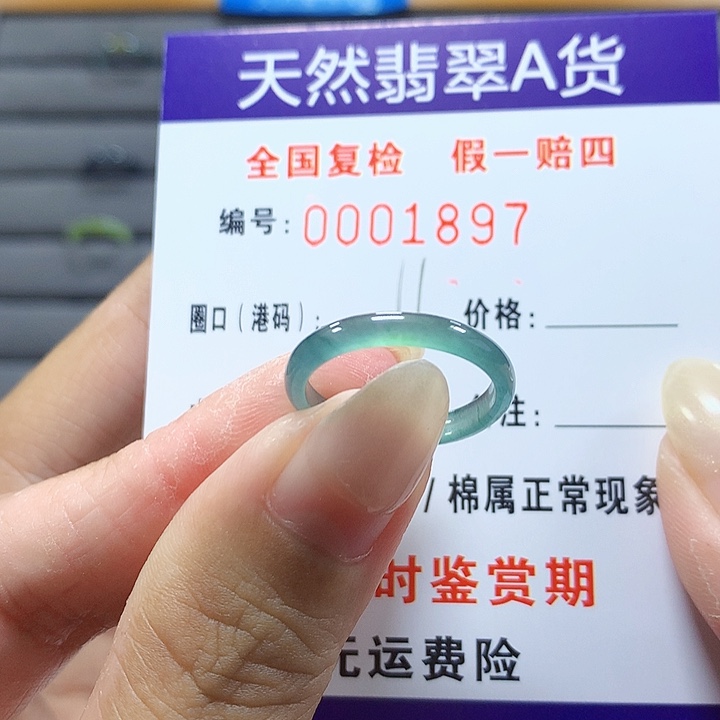 天然翡翠A货
全国复检 假一赔四
编号: 0001897
圈口(港码): 价格:
注:
/ 棉属正常现象
时鉴赏期
元运费险